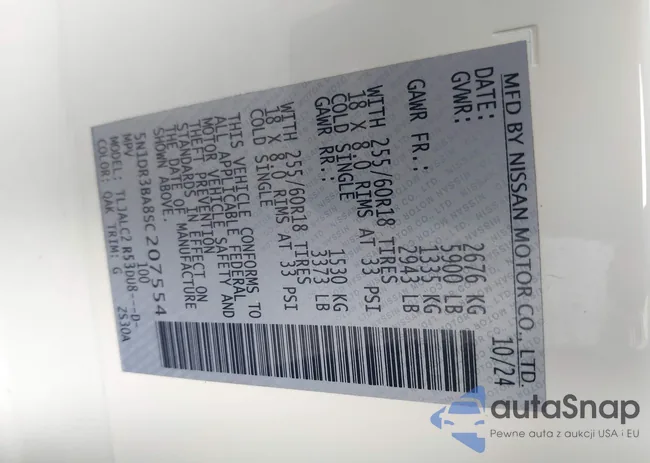 MFD BY NISSAN MOTOR CO., LTD.
DATE: 10/24
GVWR: 2676 KG
5900 LB
GAWR FR.: 1335 KG
2943 LB
WITH 255/60R18 TIRES
18 X 8.0 RIMS AT 33 PSI
COLD SINGLE
GAWR RR.: 1530 KG
3373 LB
WITH 255/60R18 TIRES
18 X 8.0 RIMS AT 33 PSI
COLD SINGLE
THIS VEHICLE CONFORMS TO
ALL APPLICABLE FEDERAL
MOTOR VEHICLE SAFETY AND
THEFT PREVENTION
STANDARDS IN EFFECT ON
THE DATE OF MANUFACTURE
SHOWN ABOVE.
5N1DR3BA8SC207554
MPV 100
MODEL: TLJALC2 R53DU8---D-
COLOR: QAK TRIM: G 2S30A
autaSnap
Pewne auta z aukcji USA i EU